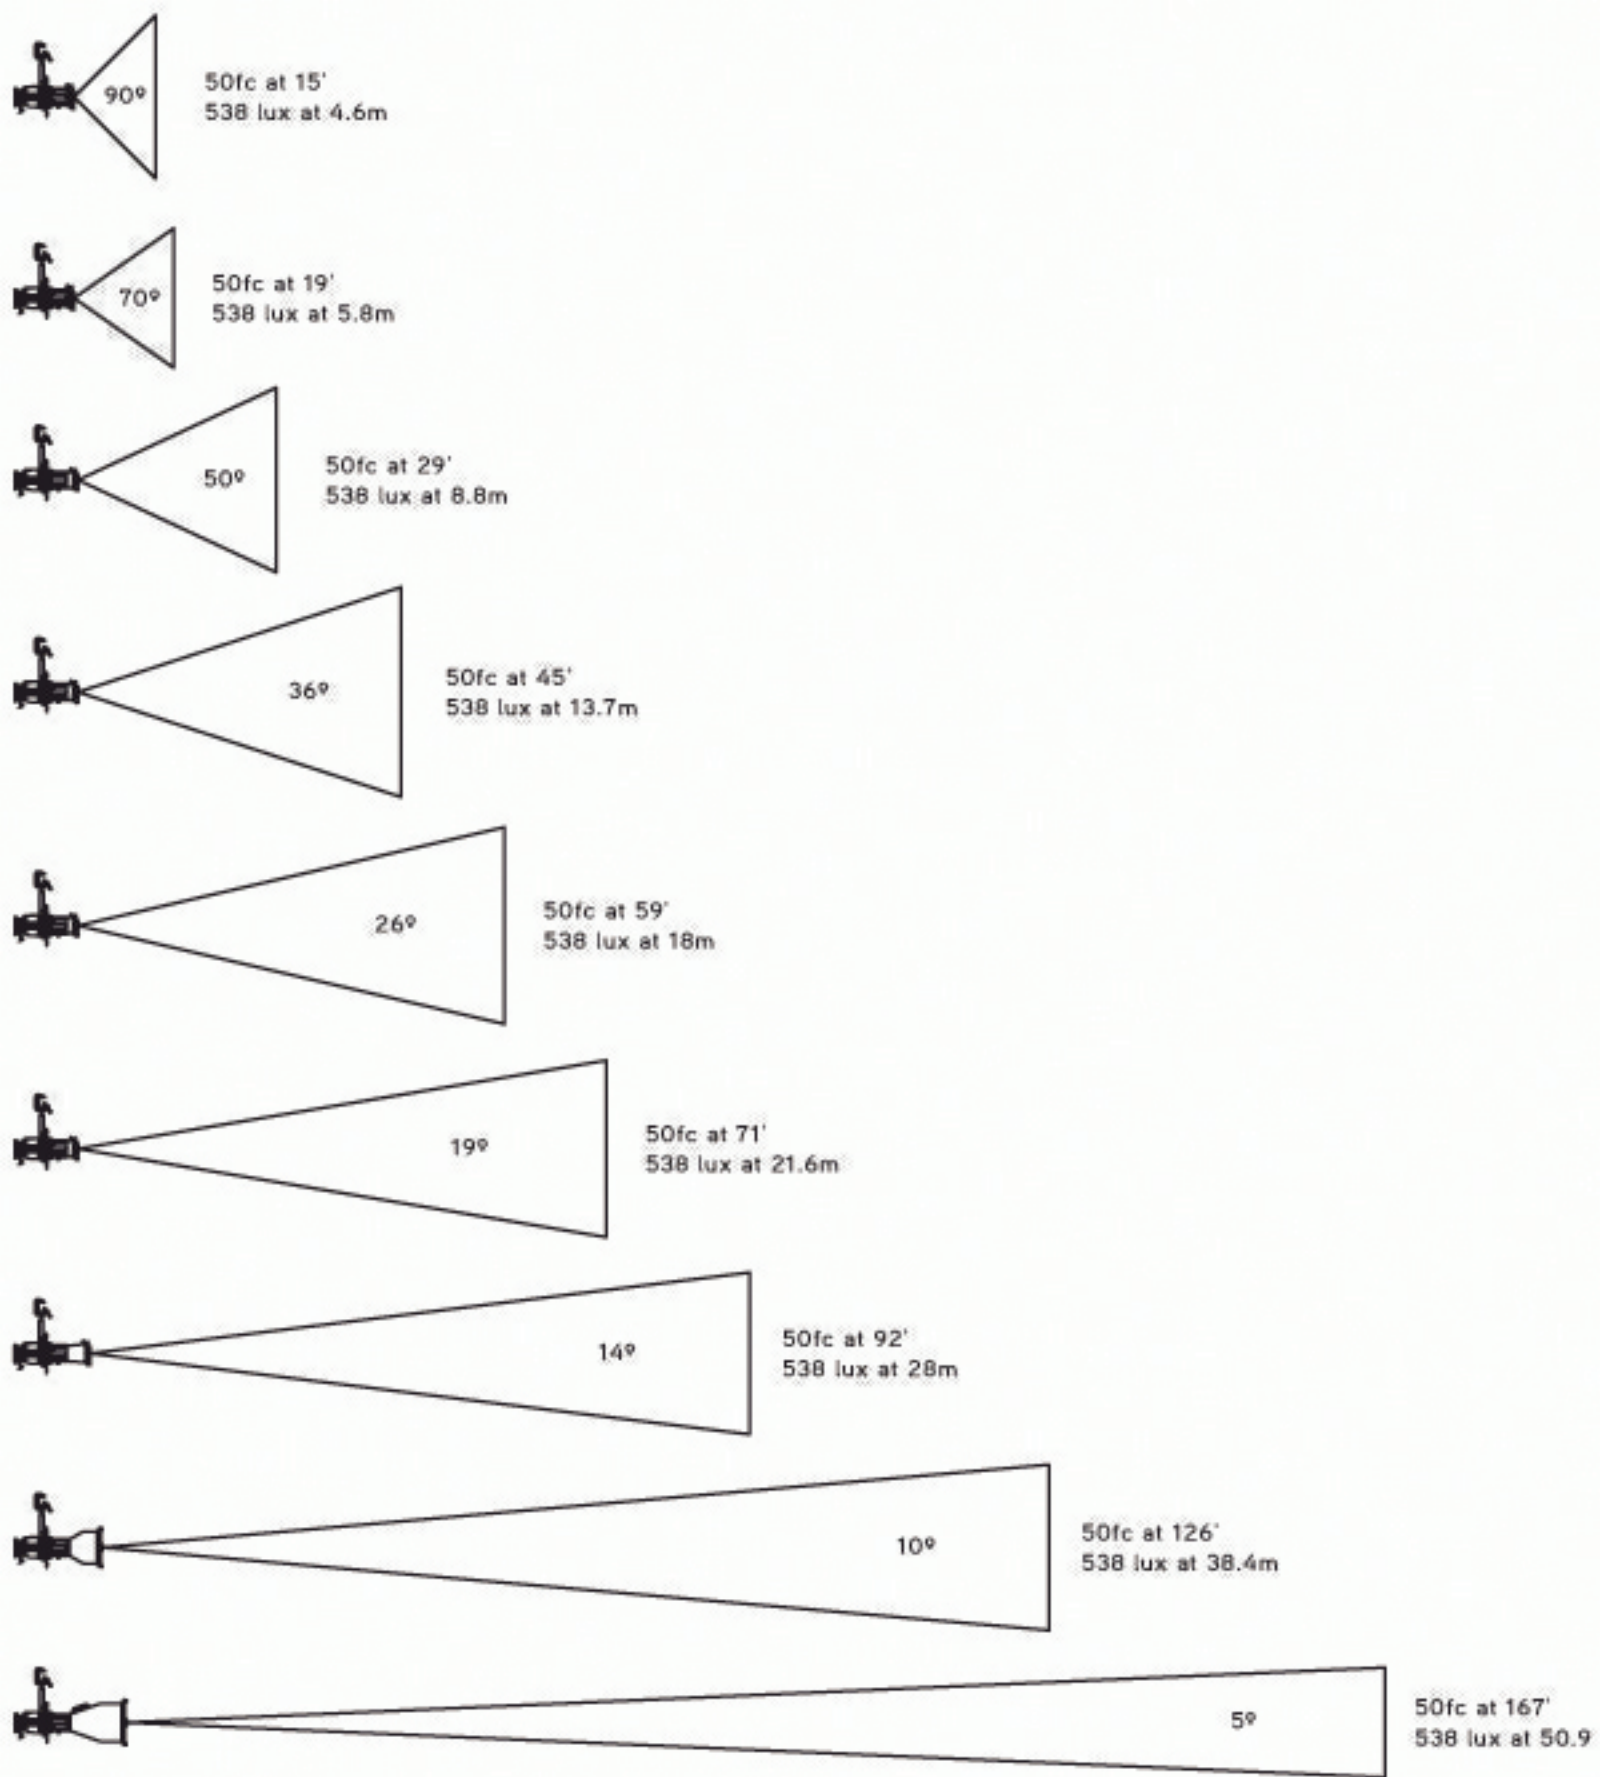 90º
50fc at 15'
538 lux at 4.6m
70º
50fc at 19'
538 lux at 5.8m
50º
50fc at 29'
538 lux at 8.8m
36º
50fc at 45'
538 lux at 13.7m
26º
50fc at 59'
538 lux at 18m
19º
50fc at 71'
538 lux at 21.6m
14º
50fc at 92'
538 lux at 28m
10º
50fc at 126'
538 lux at 38.4m
5º
50fc at 167'
538 lux at 50.9